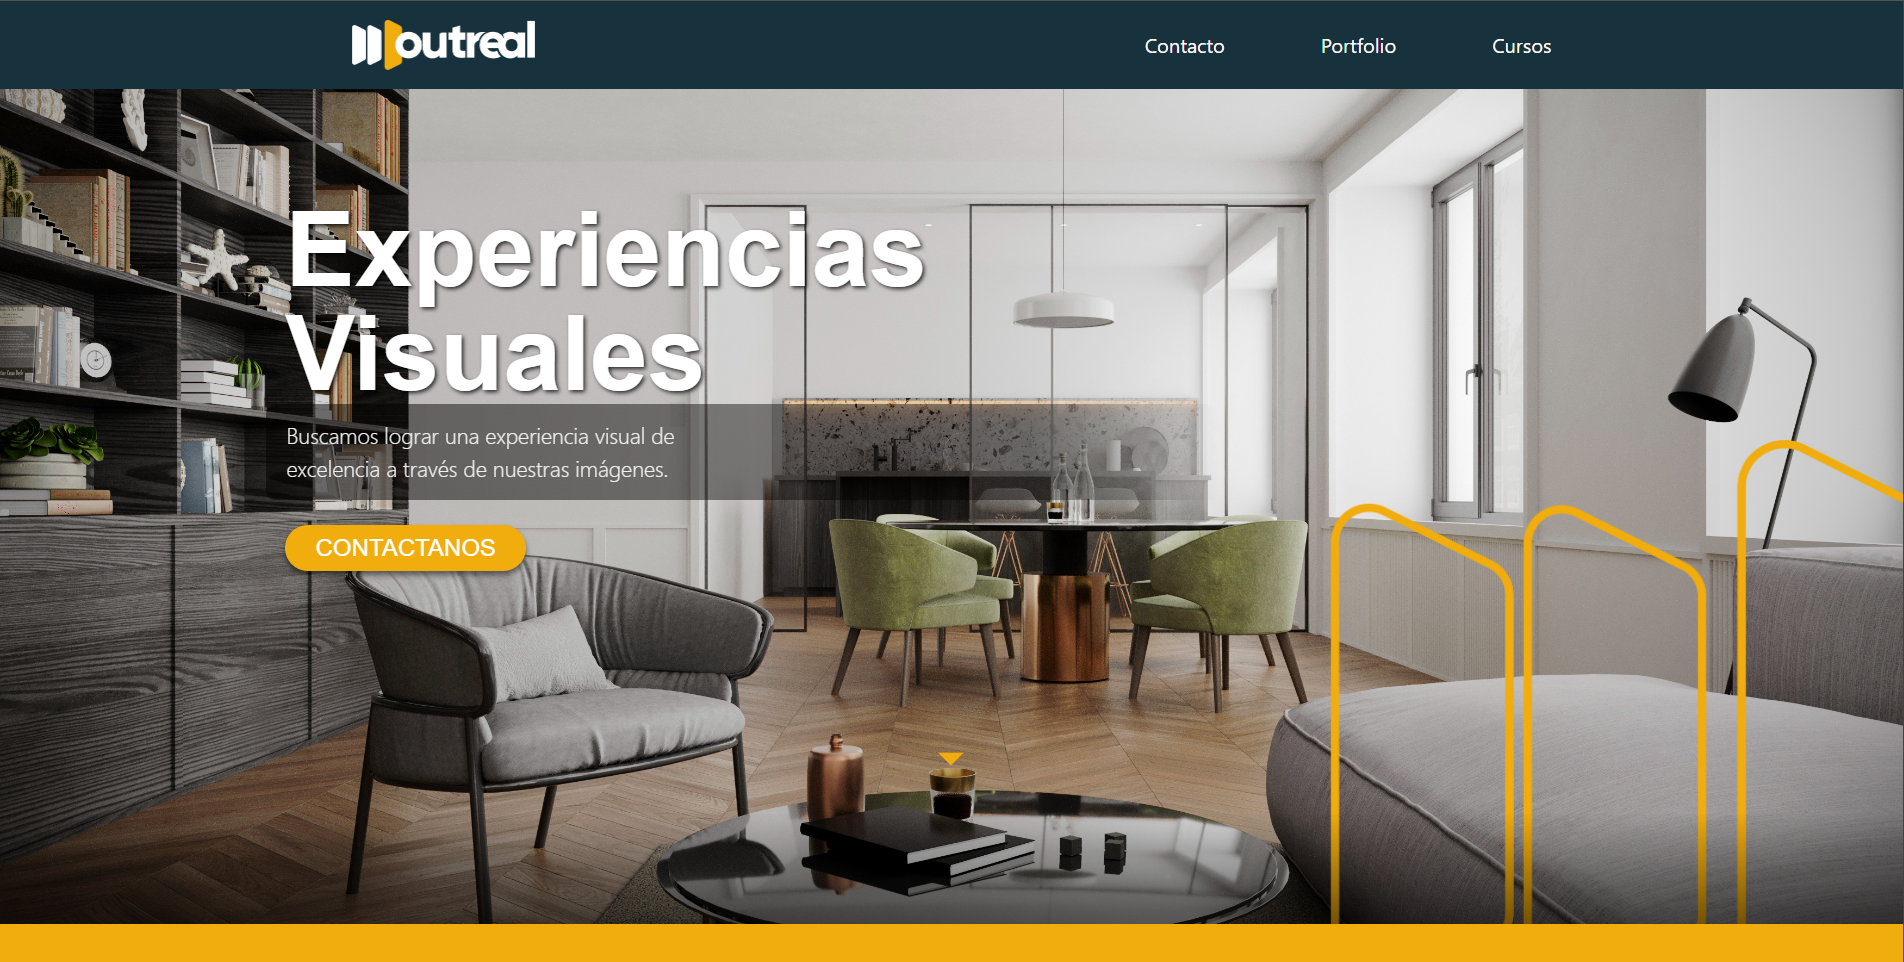 outreal
Contacto
Portfolio
Cursos
Experiencias
Visuales
Buscamos lograr una experiencia visual de
excelencia a través de nuestras imágenes.
CONTACTANOS